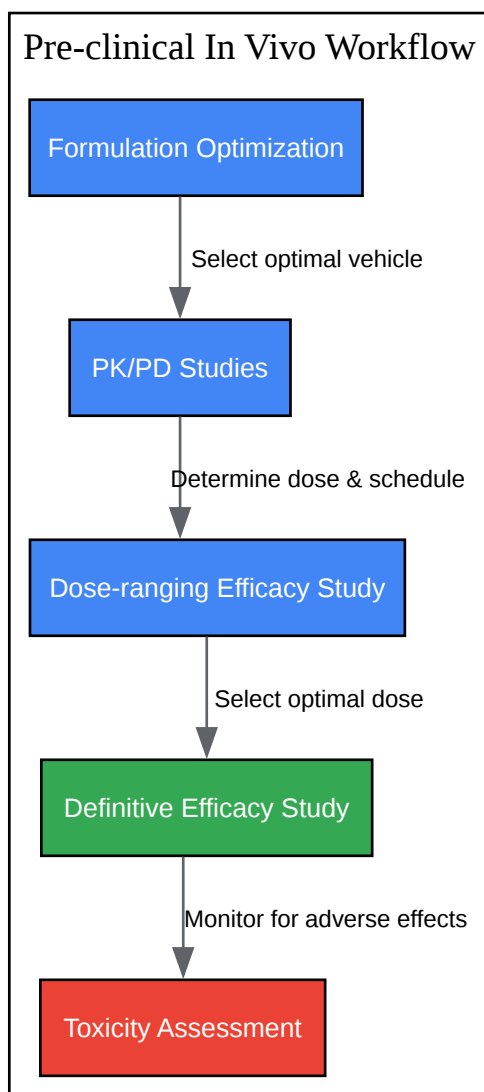 Pre-clinical In Vivo Workflow
Formulation Optimization
Select optimal vehicle
PK/PD Studies
Determine dose & schedule
Dose-ranging Efficacy Study
Select optimal dose
Definitive Efficacy Study
Monitor for adverse effects
Toxicity Assessment